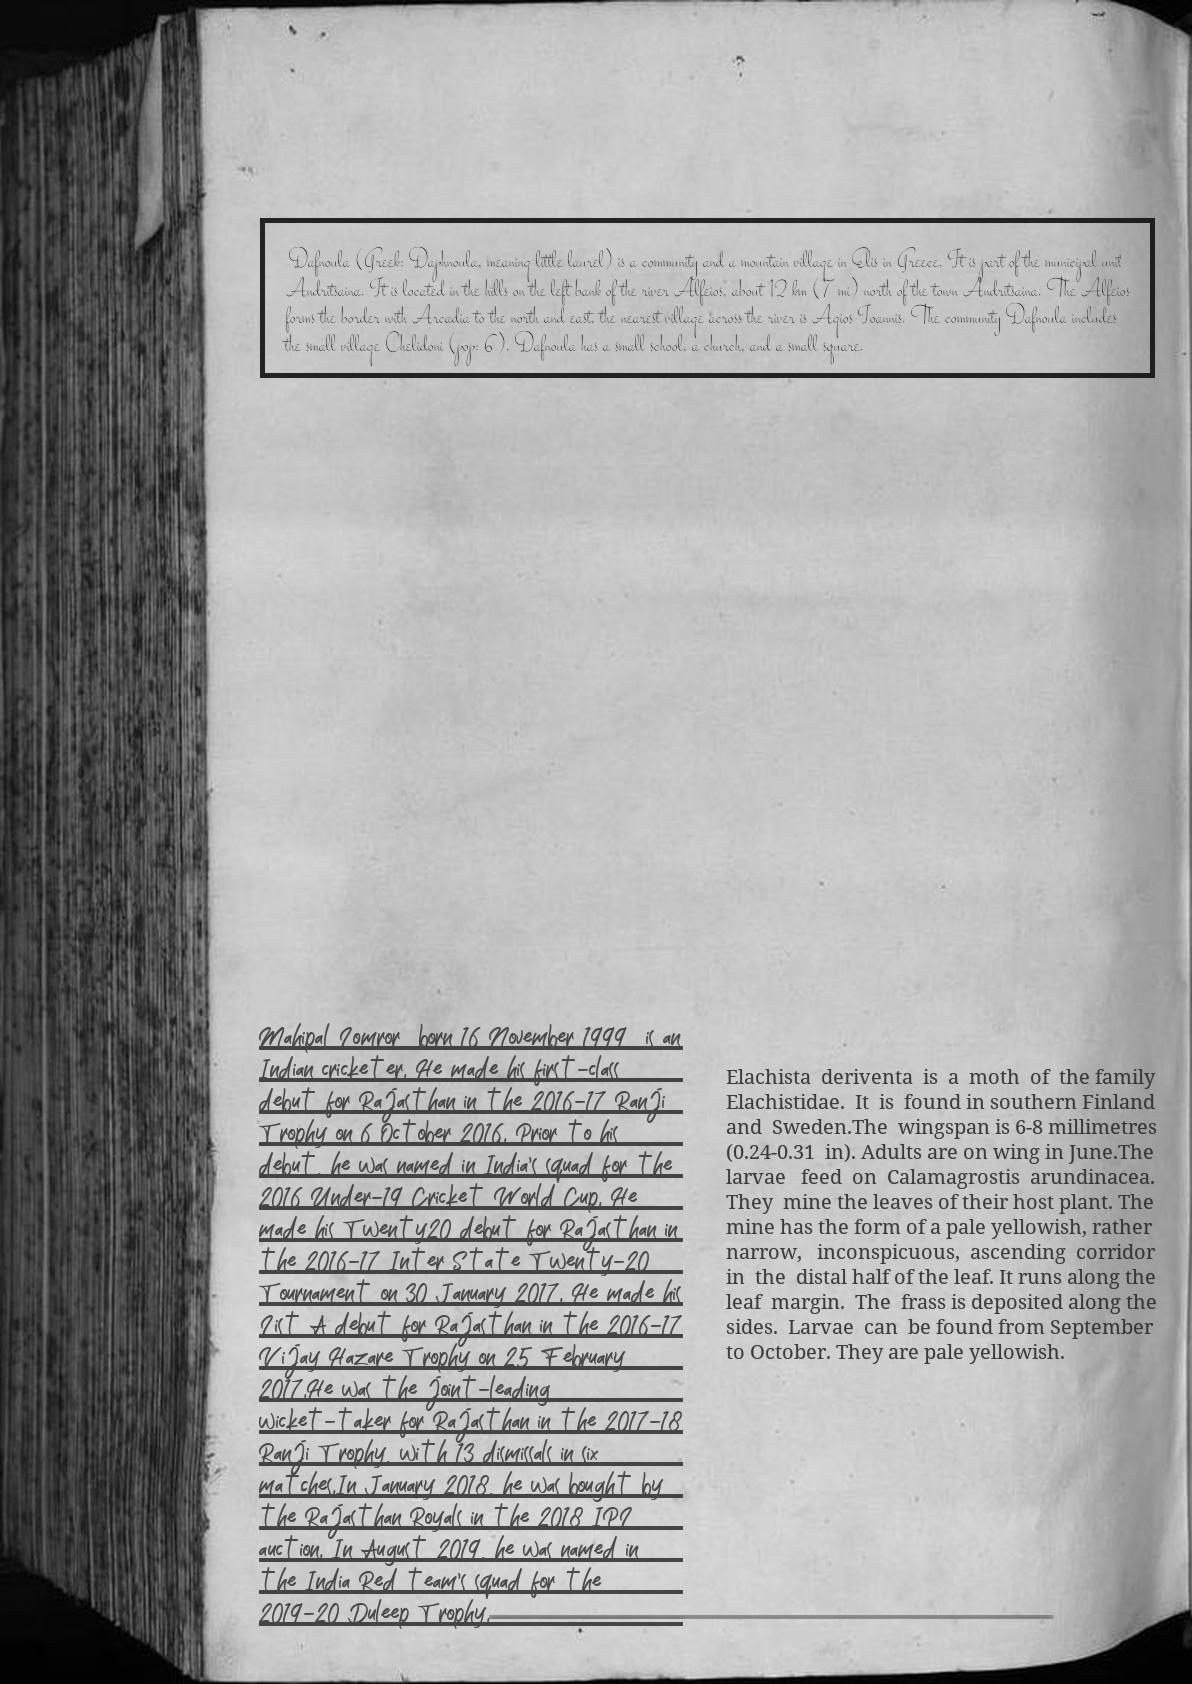 Dafnoula (Greek: Daphnoula, meaning little laurel) is a community and a mountain village in Elis in Greece. It is part of the municipal unit
Andritsaina. It is located in the hills on the left bank of the river Alfeios, about 12 km (7 mi) north of the town Andritsaina. The Alfeios
forms the border with Arcadia to the north and east, the nearest village across the river is Agios Ioannis. The community Dafnoula includes
the small village Chelidoni (pop: 6). Dafnoula has a small school, a church, and a small square.
Mahipal Lomror born 16 November 1999 is an
Indian cricketer. He made his first-class
debut for Rajasthan in the 2016–17 Ranji
Trophy on 6 October 2016. Prior to his
debut, he was named in India's squad for the
2016 Under-19 Cricket World Cup. He
made his Twenty20 debut for Rajasthan in
the 2016–17 Inter State Twenty-20
Tournament on 30 January 2017. He made his
List A debut for Rajasthan in the 2016–17
Vijay Hazare Trophy on 25 February
2017.He was the joint-leading
wicket-taker for Rajasthan in the 2017–18
Ranji Trophy, with 13 dismissals in six
matches.In January 2018, he was bought by
the Rajasthan Royals in the 2018 IPL
auction. In August 2019, he was named in
the India Red team's squad for the
2019–20 Duleep Trophy.
Elachista deriventa is a moth of the family
Elachistidae. It is found in southern Finland
and Sweden.The wingspan is 6-8 millimetres
(0.24-0.31 in). Adults are on wing in June.The
larvae feed on Calamagrostis arundinacea.
They mine the leaves of their host plant. The
mine has the form of a pale yellowish, rather
narrow, inconspicuous, ascending corridor
in the distal half of the leaf. It runs along the
leaf margin. The frass is deposited along the
sides. Larvae can be found from September
to October. They are pale yellowish.